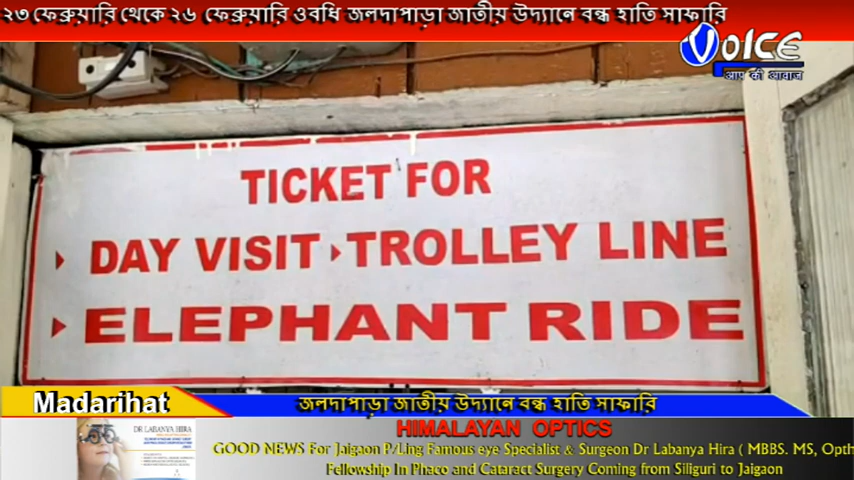 ২৩ ফেব্রুয়ারি থেকে ২৬ ফেব্রুয়ারি ওবধি জলদাপাড়া জাতীয় উদ্যানে বন্ধ হাতি সাফারি
VOICE
आप की आवाज
TICKET FOR
DAY VISIT TROLLEY LINE
ELEPHANT RIDE
Madarihat
জলদাপাড়া জাতীয় উদ্যানে বন্ধ হাতি সাফারি
HIMALAYAN OPTICS
DR LABANYA HIRA
GOOD NEWS For Jaigaon P/Ling Famous eye Specialist & Surgeon Dr Labanya Hira ( MBBS. MS, Opth
Fellowship In Phaco and Cataract Surgery Coming from Siliguri to Jaigaon